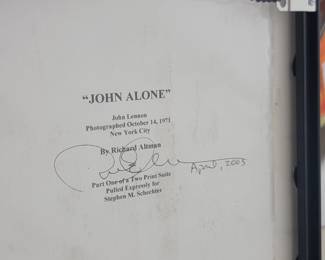 "JOHN ALONE"
John Lennon
Photographed October 14, 1971
New York City
By Richard Altman
April, 2003
Part One of a Two Print Suite
Pulled Expressly for
Stephen M. Schechter